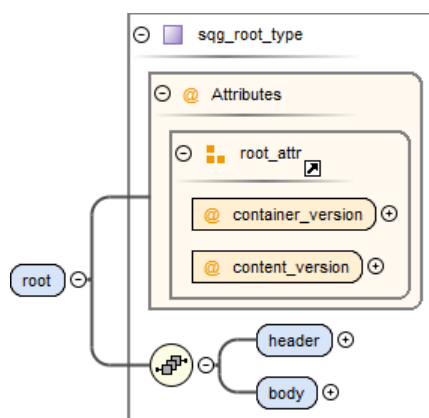 sqg_root_type
@ Attributes
root_attr
@ container_version
@ content_version
root
header
body